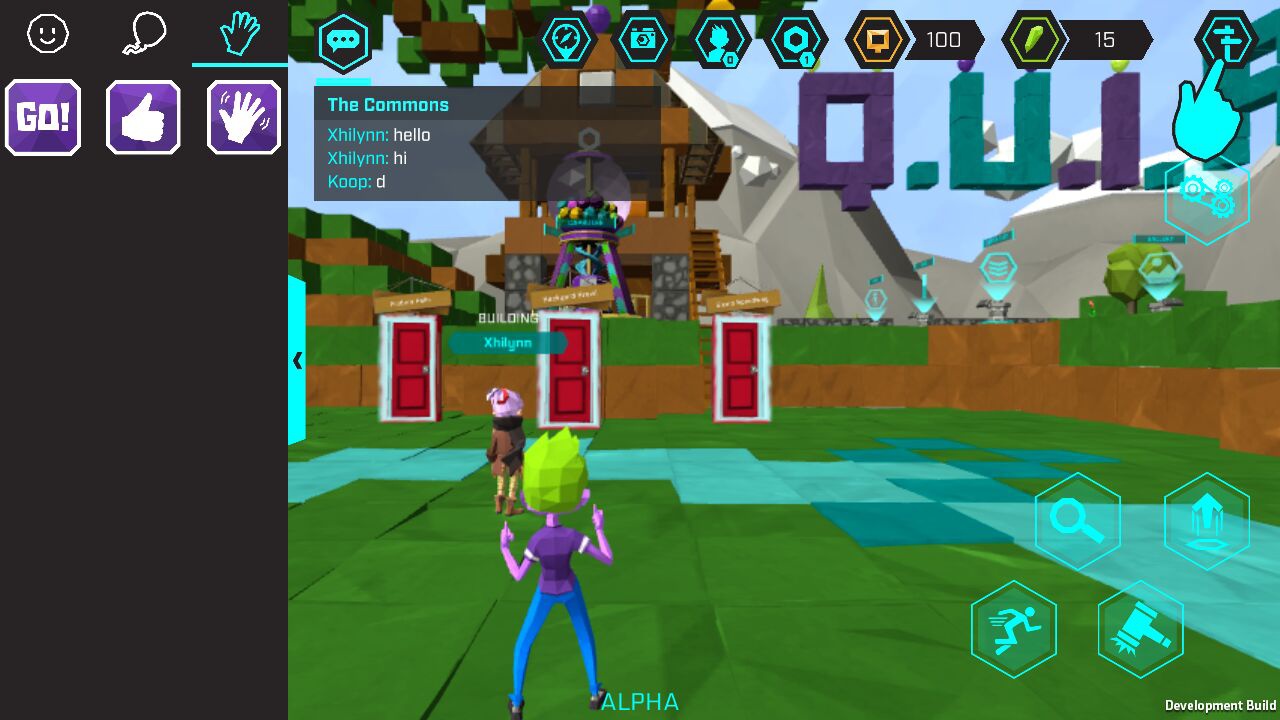 100
15
GO!
The Commons
Xhilynn: hello
Xhilynn: hi
Koop: d
Q.U.I.
BUILDING
Xhilynn
ALPHA
Development Build